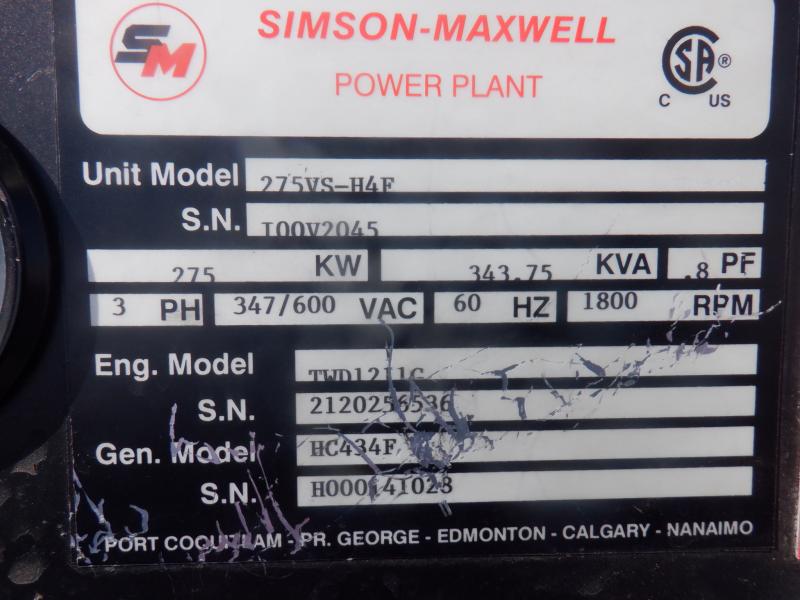 SM
SIMSON-MAXWELL
POWER PLANT
CSA ®
C US
Unit Model 275VS-H4F
S.N. I00V2045
275 KW 343.75 KVA .8 PF
3 PH 347/600 VAC 60 HZ 1800 RPM
Eng. Model TWD1211G
S.N. 2120256536
Gen. Model HC434F
S.N. H000141028
PORT COQUITLAM - PR. GEORGE - EDMONTON - CALGARY - NANAIMO